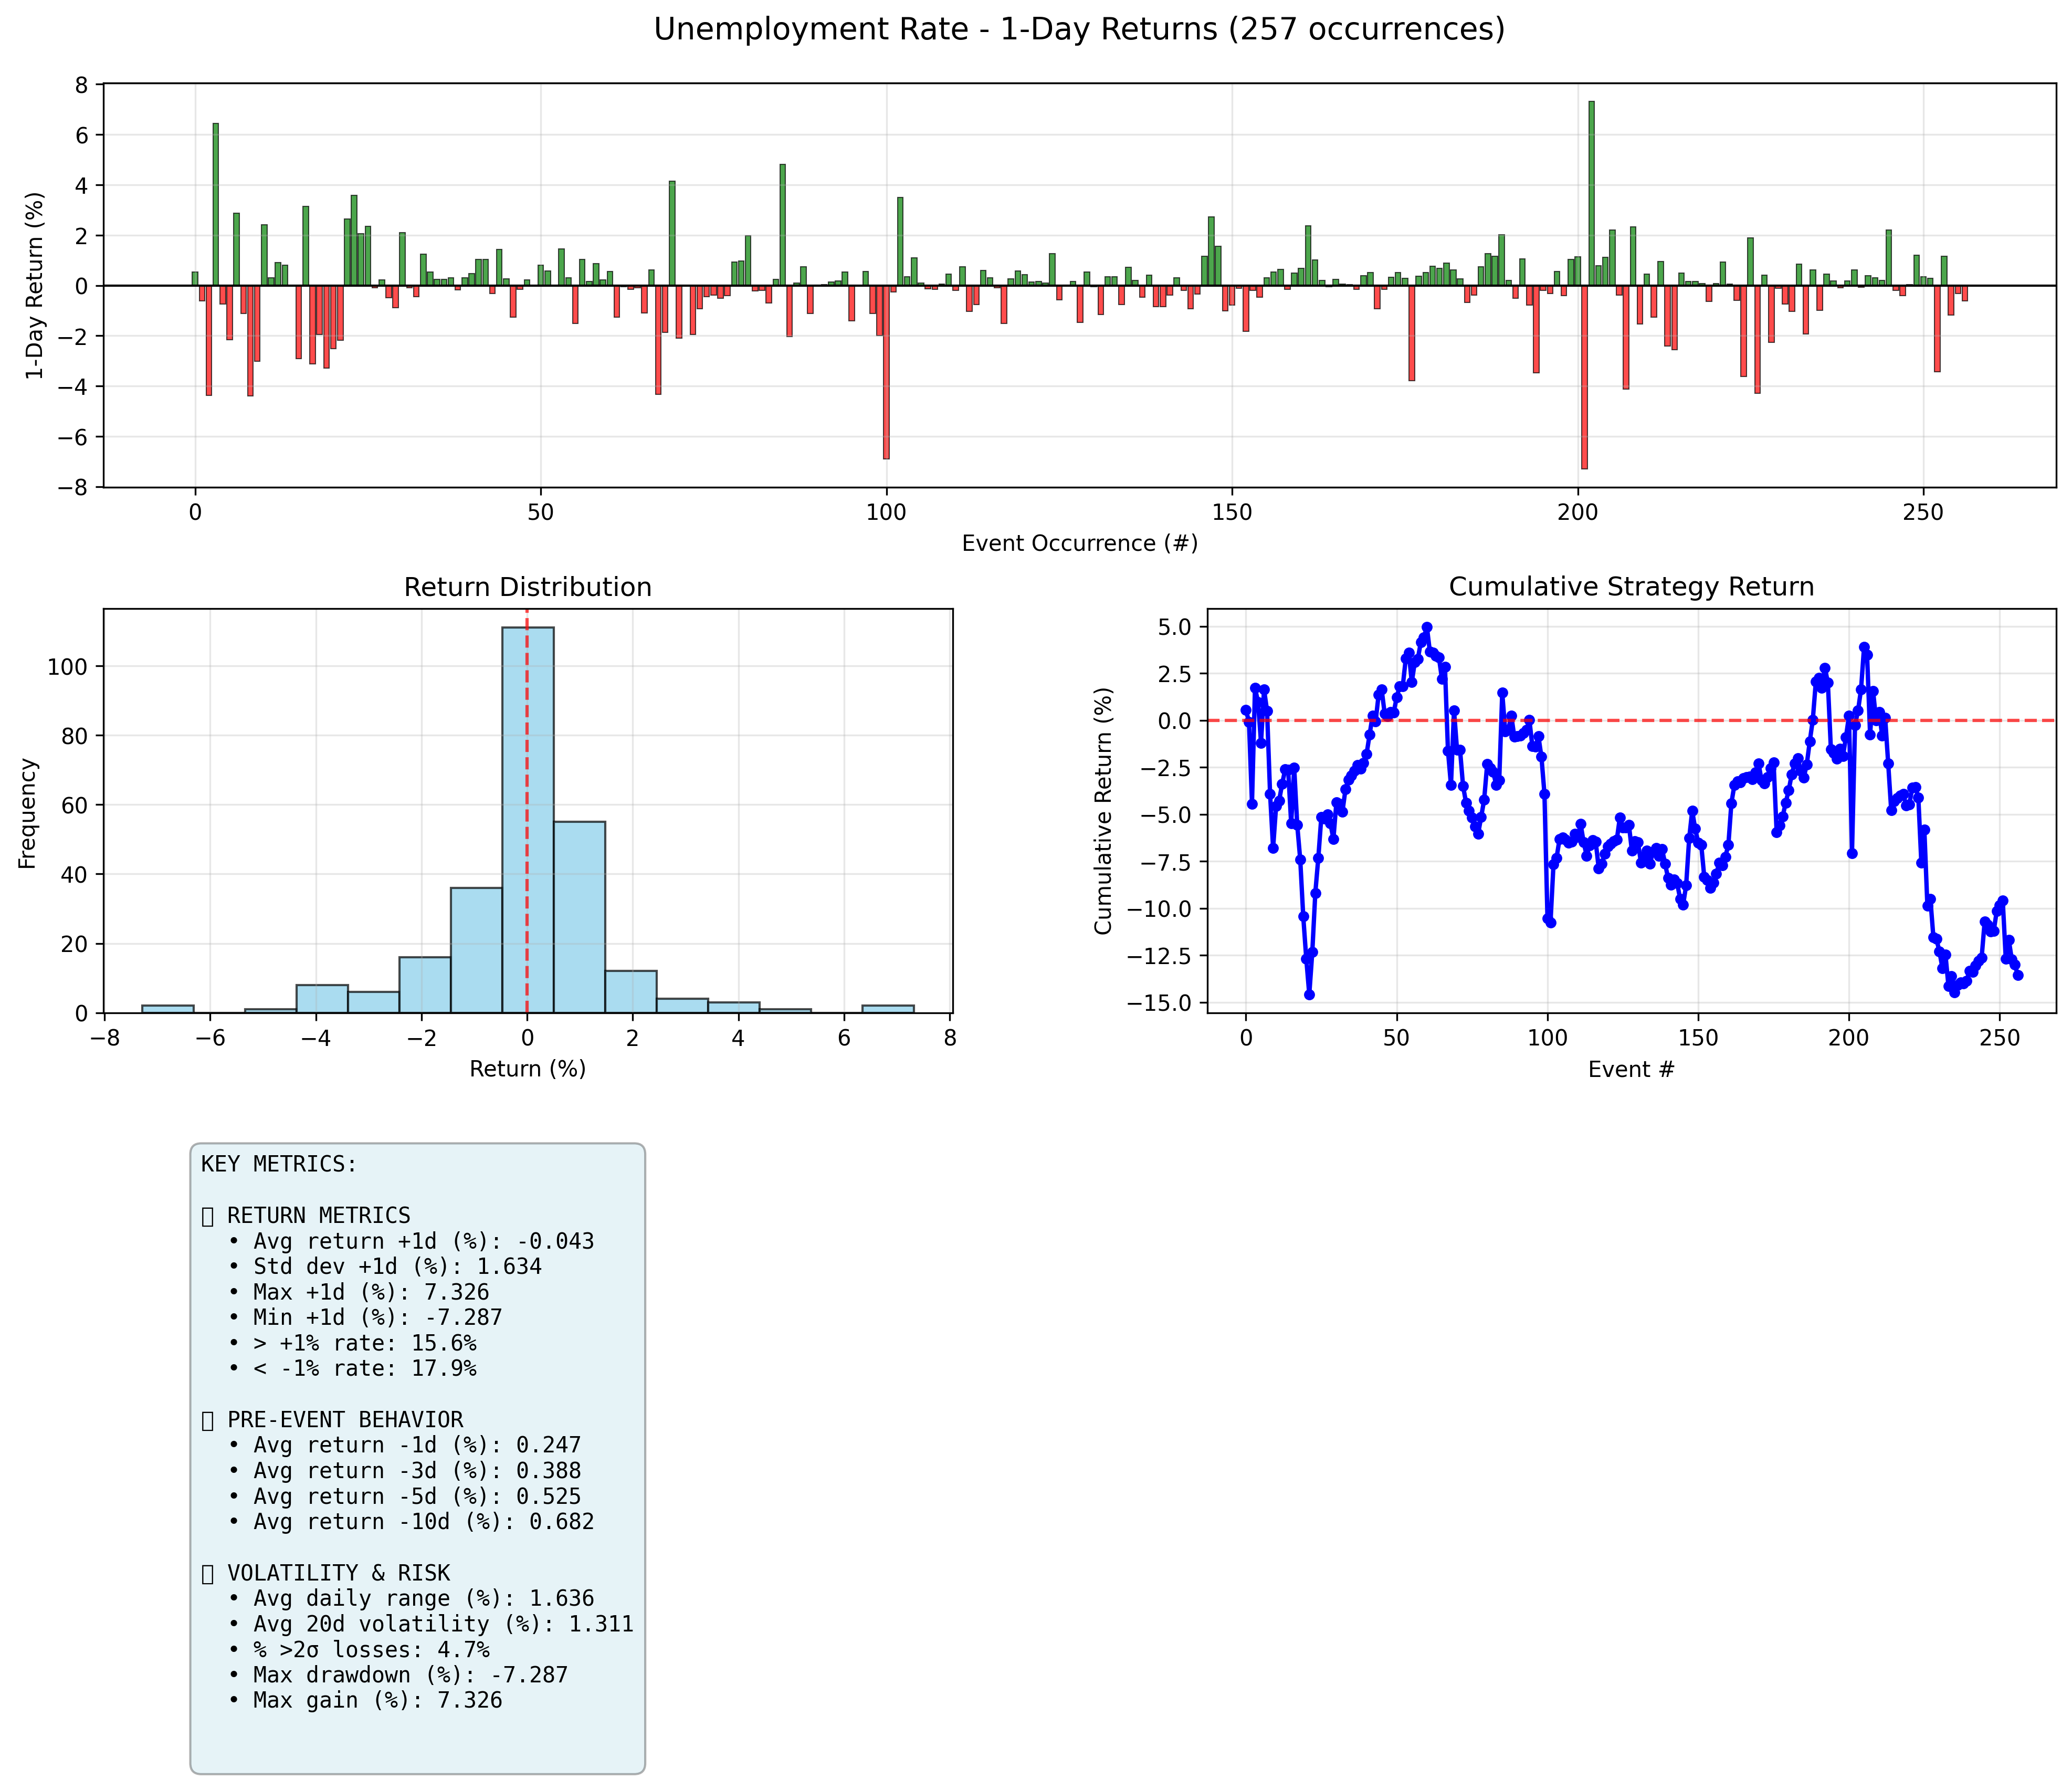 Unemployment Rate - 1-Day Returns (257 occurrences)
8
6
4
2
0
−2
−4
−6
−8
1-Day Return (%)
0
50
100
150
200
250
Event Occurrence (#)
Return Distribution
100
80
60
40
20
0
Frequency
−8
−6
−4
−2
0
2
4
6
8
Return (%)
Cumulative Strategy Return
5.0
2.5
0.0
−2.5
−5.0
−7.5
−10.0
−12.5
−15.0
Cumulative Return (%)
0
50
100
150
200
250
Event #
KEY METRICS:
RETURN METRICS
• Avg return +1d (%): -0.043
• Std dev +1d (%): 1.634
• Max +1d (%): 7.326
• Min +1d (%): -7.287
• > +1% rate: 15.6%
• < -1% rate: 17.9%
PRE-EVENT BEHAVIOR
• Avg return -1d (%): 0.247
• Avg return -3d (%): 0.388
• Avg return -5d (%): 0.525
• Avg return -10d (%): 0.682
VOLATILITY & RISK
• Avg daily range (%): 1.636
• Avg 20d volatility (%): 1.311
• % >2σ losses: 4.7%
• Max drawdown (%): -7.287
• Max gain (%): 7.326